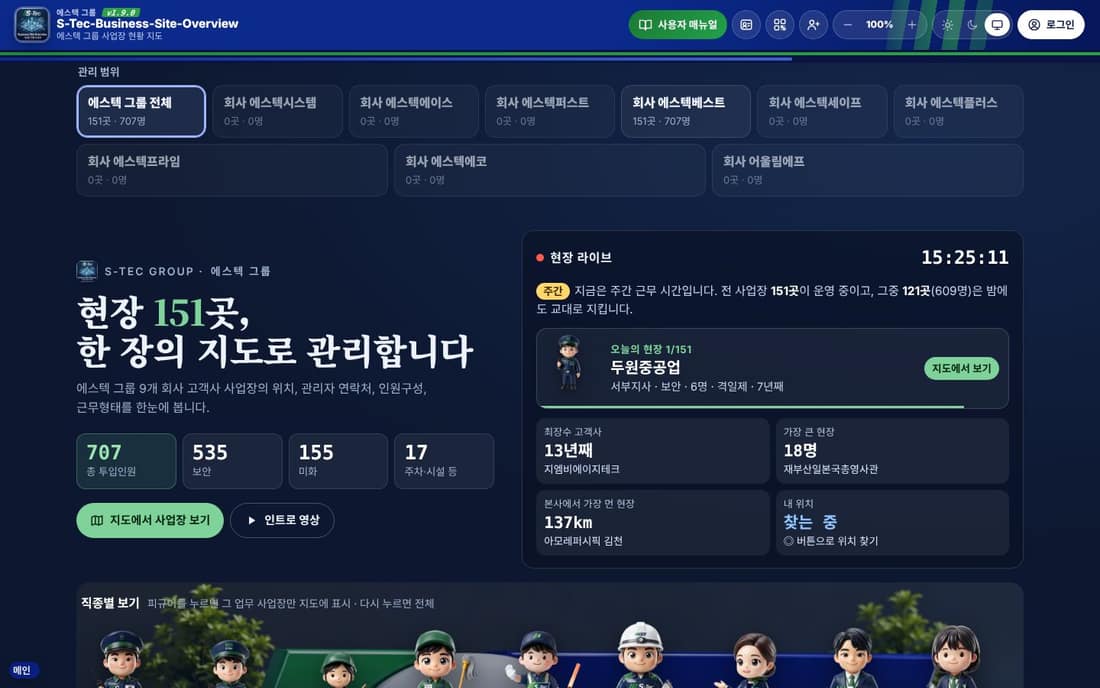 에스텍 그룹 v1.9.0
S-Tec-Business-Site-Overview
에스텍 그룹 사업장 현황 지도
사용자 매뉴얼
100%
로그인
관리 범위
에스텍 그룹 전체
151곳 · 707명
회사 에스텍시스템
0곳 · 0명
회사 에스텍에이스
0곳 · 0명
회사 에스텍퍼스트
0곳 · 0명
회사 에스텍베스트
151곳 · 707명
회사 에스텍세이프
0곳 · 0명
회사 에스텍플러스
0곳 · 0명
회사 에스텍프라임
0곳 · 0명
회사 에스텍에코
0곳 · 0명
회사 어울림에프
0곳 · 0명
S-TEC GROUP · 에스텍 그룹
현장 151곳,
한 장의 지도로 관리합니다
에스텍 그룹 9개 회사 고객사 사업장의 위치, 관리자 연락처, 인원구성,
근무형태를 한눈에 봅니다.
707
총 투입인원
535
보안
155
미화
17
주차·시설 등
지도에서 사업장 보기
인트로 영상
현장 라이브
15:25:11
주간 지금은 주간 근무 시간입니다. 전 사업장 151곳이 운영 중이고, 그중 121곳(609명)은 밤에
도 교대로 지킵니다.
오늘의 현장 1/151
두원중공업
서부지사 · 보안 · 6명 · 격일제 · 7년째
지도에서 보기
최장수 고객사
13년째
지엠비에이지테크
가장 큰 현장
18명
재부산일본국총영사관
본사에서 가장 먼 현장
137km
아모레퍼시픽 김천
내 위치
찾는 중
◎ 버튼으로 위치 찾기
직종별 보기 피규어를 누르면 그 업무 사업장만 지도에 표시 · 다시 누르면 전체
메인